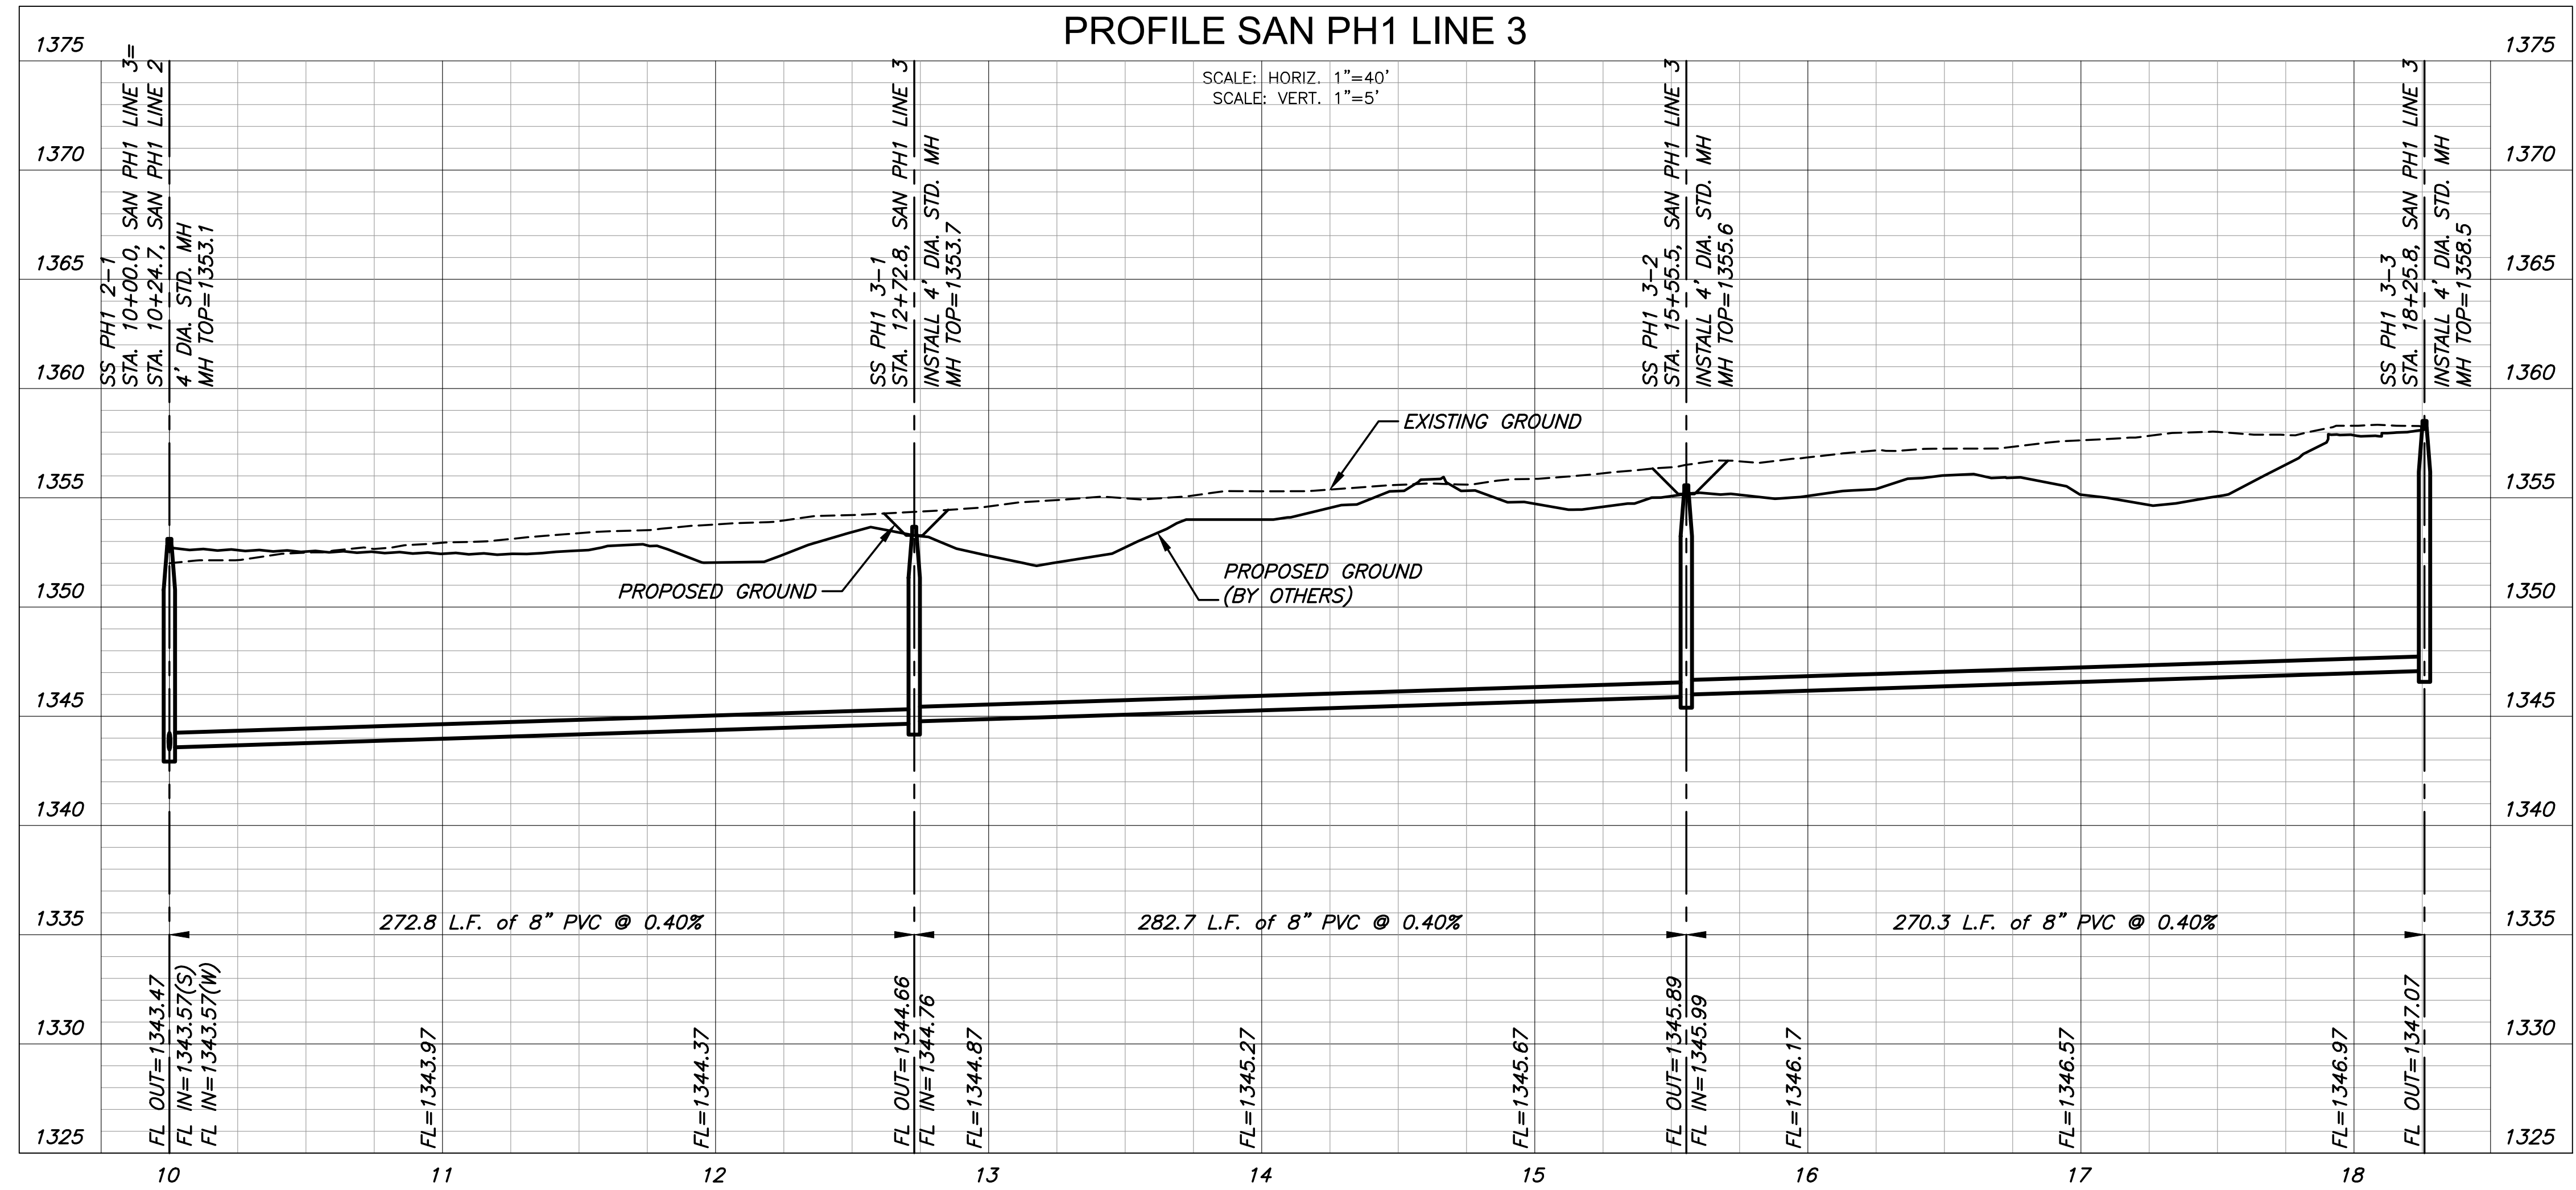 PROFILE SAN PH1 LINE 3
SCALE: HORIZ. 1"=40'
SCALE: VERT. 1"=5'
1375
1370
1365
1360
1355
1350
1345
1340
1335
1330
1325
1375
1370
1365
1360
1355
1350
1345
1340
1335
1330
1325
SS PH1 2-1
STA. 10+00.0, SAN PH1 LINE 3=
STA. 10+24.7, SAN PH1 LINE 2
4' DIA. STD. MH
MH TOP=1353.1
SS PH1 3-1
STA. 12+72.8, SAN PH1 LINE 3
INSTALL 4' DIA. STD. MH
MH TOP=1353.7
SS PH1 3-2
STA. 15+55.5, SAN PH1 LINE 3
INSTALL 4' DIA. STD. MH
MH TOP=1355.6
SS PH1 3-3
STA. 18+25.8, SAN PH1 LINE 3
INSTALL 4' DIA. STD. MH
MH TOP=1358.5
EXISTING GROUND
PROPOSED GROUND
PROPOSED GROUND
(BY OTHERS)
272.8 L.F. of 8" PVC @ 0.40%
282.7 L.F. of 8" PVC @ 0.40%
270.3 L.F. of 8" PVC @ 0.40%
FL OUT=1343.47
FL IN=1343.57(S)
FL IN=1343.57(W)
FL=1343.97
FL=1344.37
FL OUT=1344.66
FL IN=1344.76
FL=1344.87
FL=1345.27
FL=1345.67
FL OUT=1345.89
FL IN=1345.99
FL=1346.17
FL=1346.57
FL=1346.97
FL OUT=1347.07
10
11
12
13
14
15
16
17
18